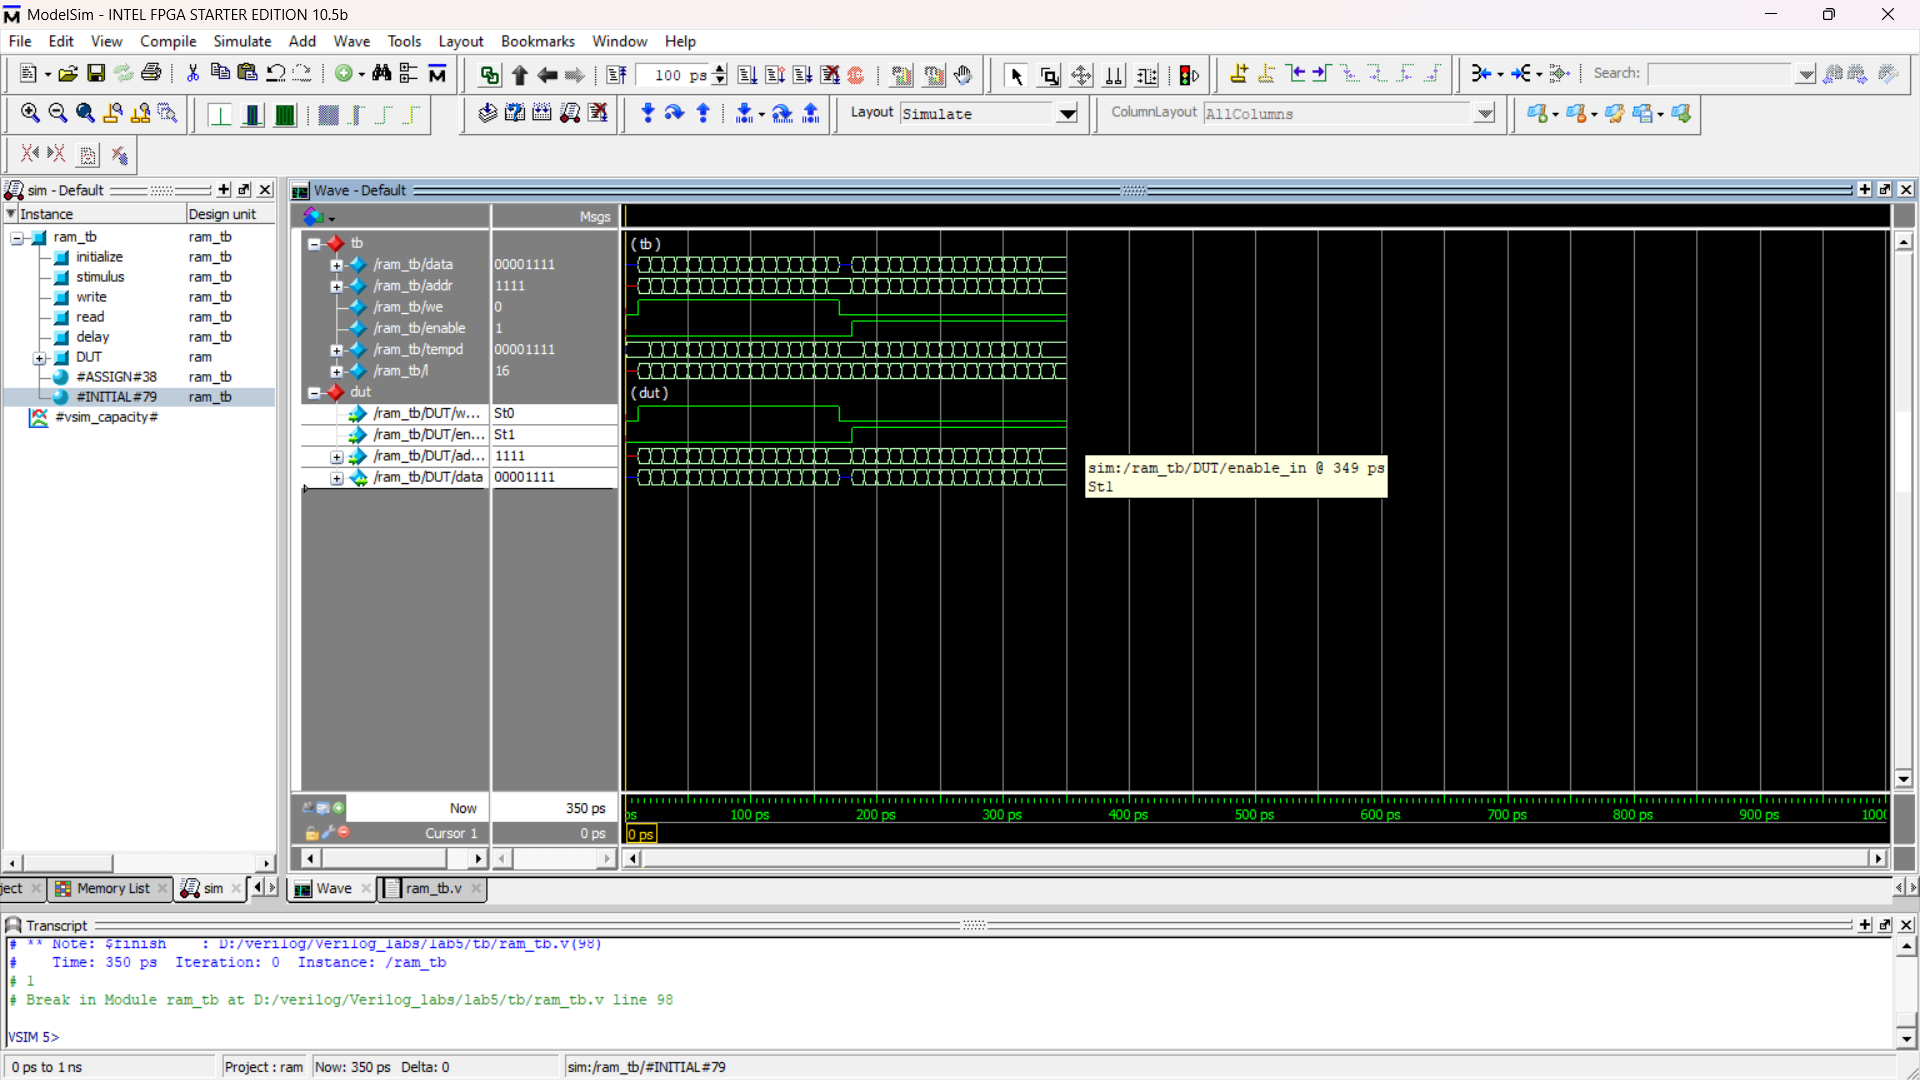 ModelSim - INTEL FPGA STARTER EDITION 10.5b
File Edit View Compile Simulate Add Wave Tools Layout Bookmarks Window Help
100 ps
Search:
Layout Simulate
ColumnLayout AllColumns
sim - Default
Instance Design unit
ram_tb ram_tb
initialize ram_tb
stimulus ram_tb
write ram_tb
read ram_tb
delay ram_tb
DUT ram
#ASSIGN#38 ram_tb
#INITIAL#79 ram_tb
#vsim_capacity#
Wave - Default
Msgs
tb (tb)
/ram_tb/data 00001111
/ram_tb/addr 1111
/ram_tb/we 0
/ram_tb/enable 1
/ram_tb/tempd 00001111
/ram_tb/l 16
dut (dut)
/ram_tb/DUT/w... St0
/ram_tb/DUT/en... St1
/ram_tb/DUT/ad... 1111
/ram_tb/DUT/data 00001111
sim:/ram_tb/DUT/enable_in @ 349 ps
St1
Now 350 ps
ps 100 ps 200 ps 300 ps 400 ps 500 ps 600 ps 700 ps 800 ps 900 ps 1000
Cursor 1 0 ps 0 ps
ject Memory List sim Wave ram_tb.v
Transcript
# ** Note: $finish : D:/verilog/Verilog_labs/lab5/tb/ram_tb.v(98)
# Time: 350 ps Iteration: 0 Instance: /ram_tb
# 1
# Break in Module ram_tb at D:/verilog/Verilog_labs/lab5/tb/ram_tb.v line 98
VSIM 5>
0 ps to 1 ns Project : ram Now: 350 ps Delta: 0 sim:/ram_tb/#INITIAL#79